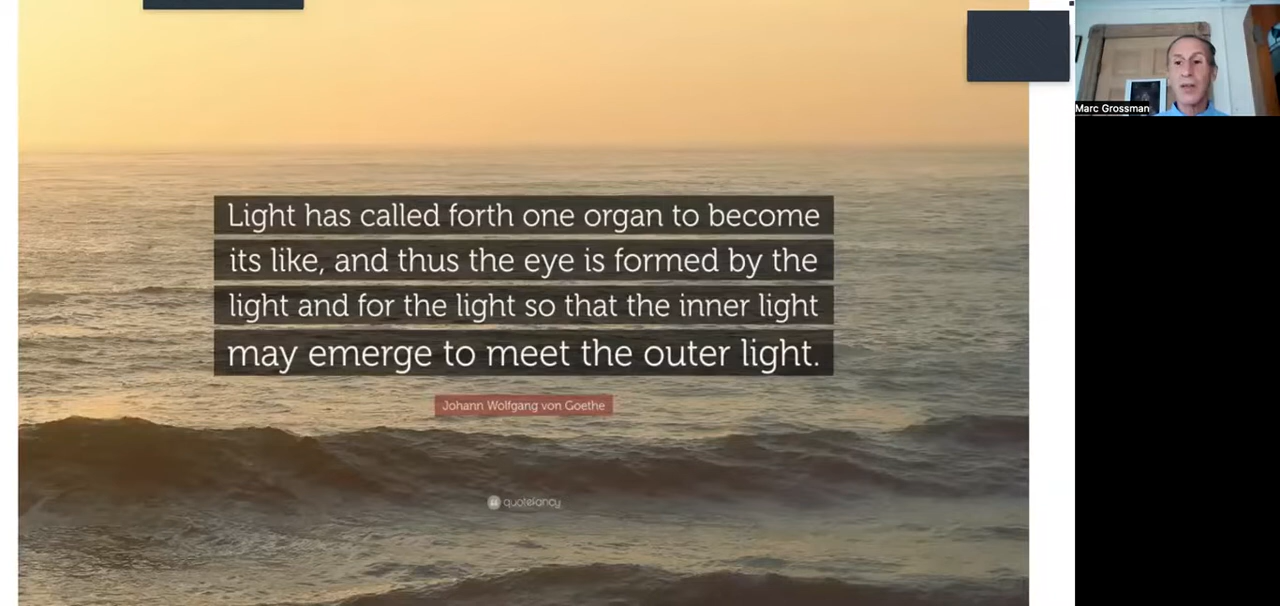 Marc Grossman
Light has called forth one organ to become
its like, and thus the eye is formed by the
light and for the light so that the inner light
may emerge to meet the outer light.
Johann Wolfgang von Goethe
quotefancy